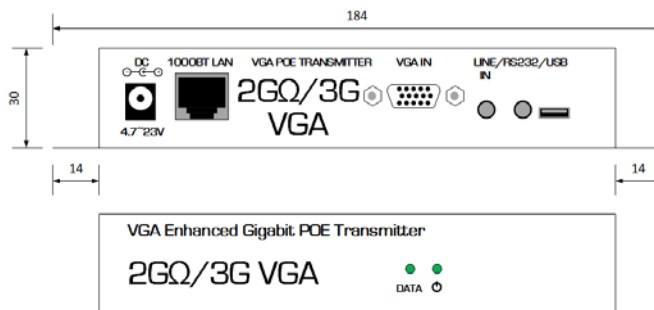 184
DC 1000BT LAN VGA POE TRANSMITTER VGA IN LINE/RS232/USB
IN
2GΩ/3G
VGA
4.7~23V
30
14 14
VGA Enhanced Gigabit POE Transmitter
2GΩ/3G VGA
DATA